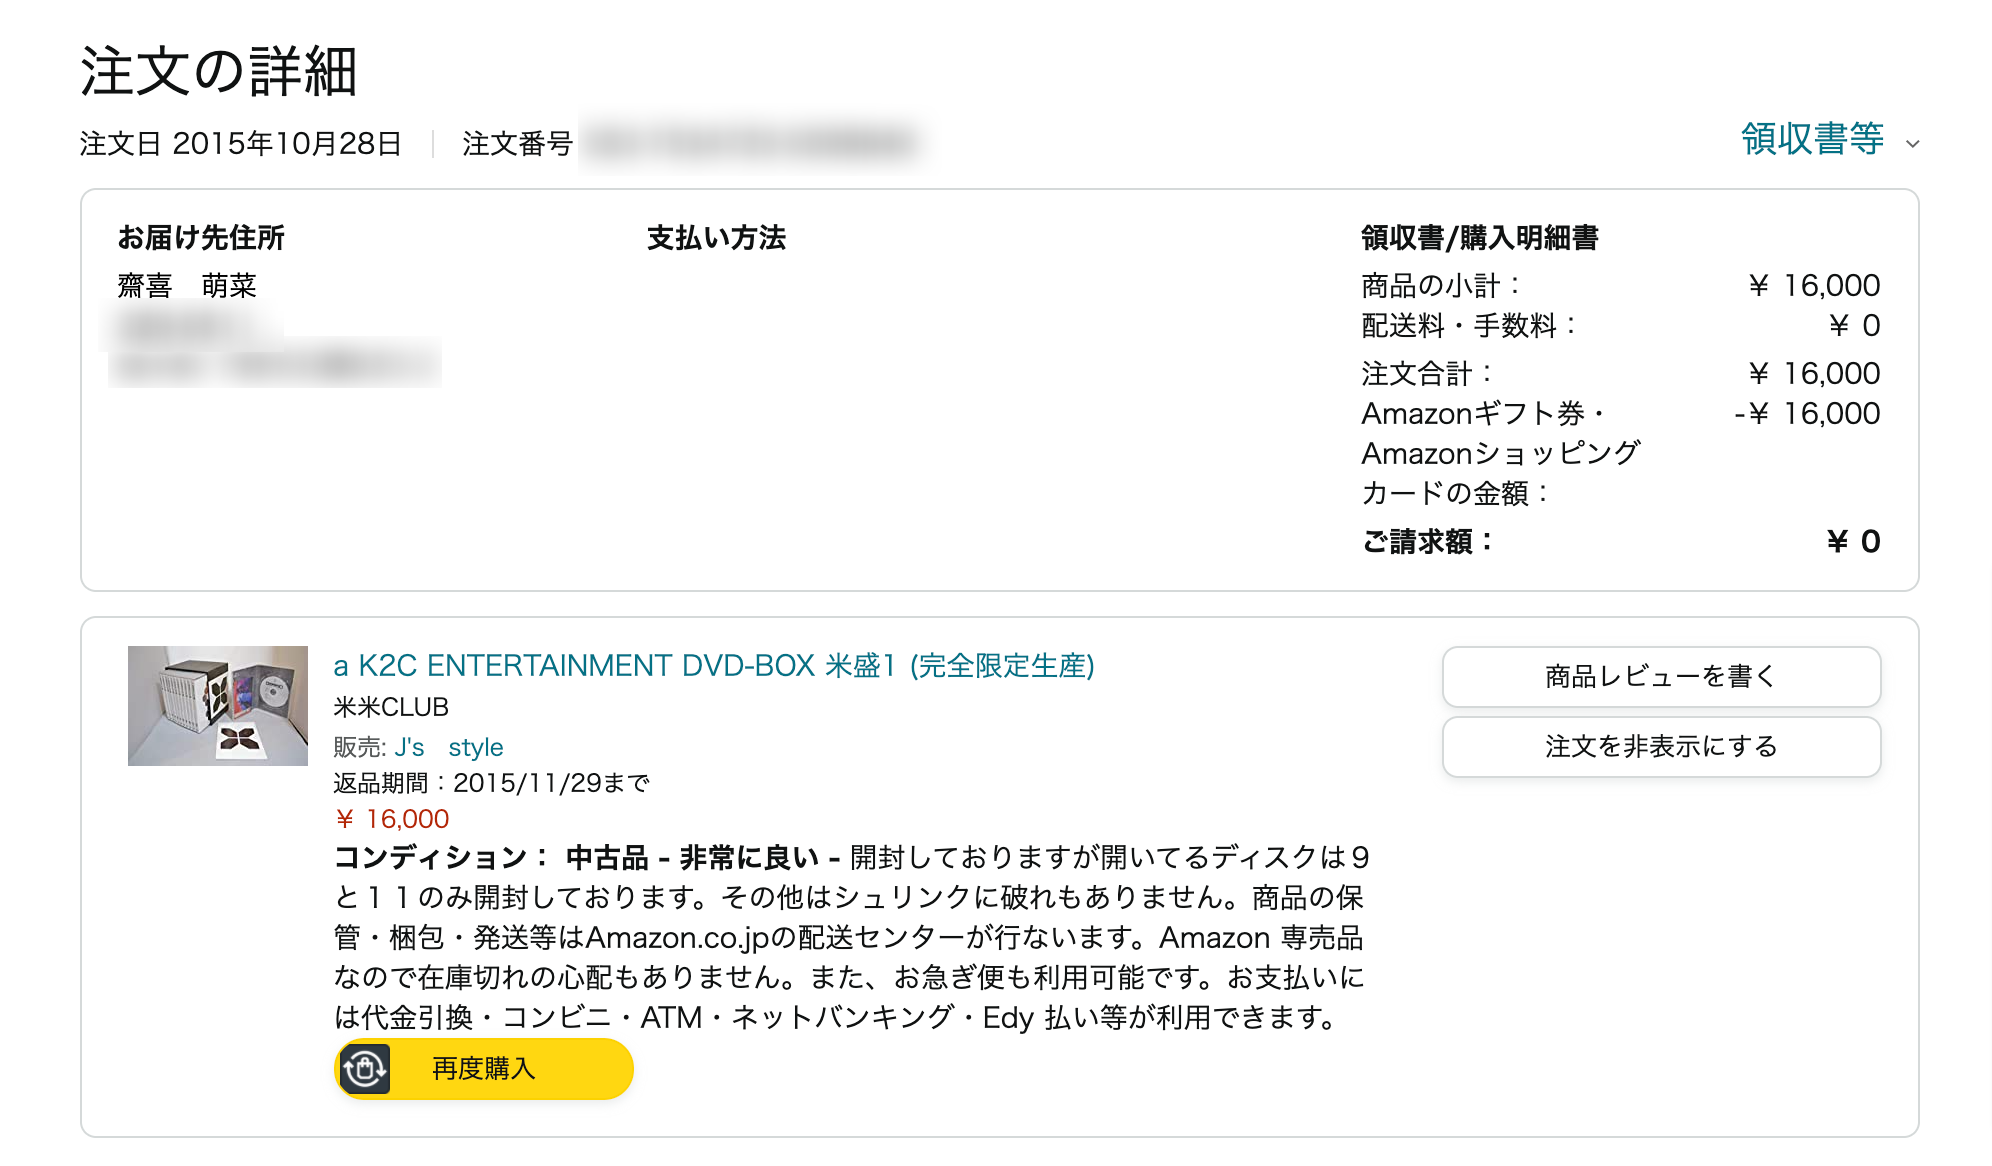 注文の詳細
注文日 2015年10月28日
注文番号
領収書等
お届け先住所
齋喜　萌菜
支払い方法
領収書/購入明細書
商品の小計： ￥ 16,000
配送料・手数料： ￥ 0
注文合計： ￥ 16,000
Amazonギフト券・ -￥ 16,000
Amazonショッピング
カードの金額：
ご請求額： ￥ 0
a K2C ENTERTAINMENT DVD-BOX 米盛1 (完全限定生産)
米米CLUB
販売: J's　style
返品期間：2015/11/29まで
￥ 16,000
コンディション： 中古品 - 非常に良い - 開封しておりますが開いてるディスクは９
と１１のみ開封しております。その他はシュリンクに破れもありません。商品の保
管・梱包・発送等はAmazon.co.jpの配送センターが行ないます。Amazon 専売品
なので在庫切れの心配もありません。また、お急ぎ便も利用可能です。お支払いに
は代金引換・コンビニ・ATM・ネットバンキング・Edy 払い等が利用できます。
再度購入
商品レビューを書く
注文を非表示にする